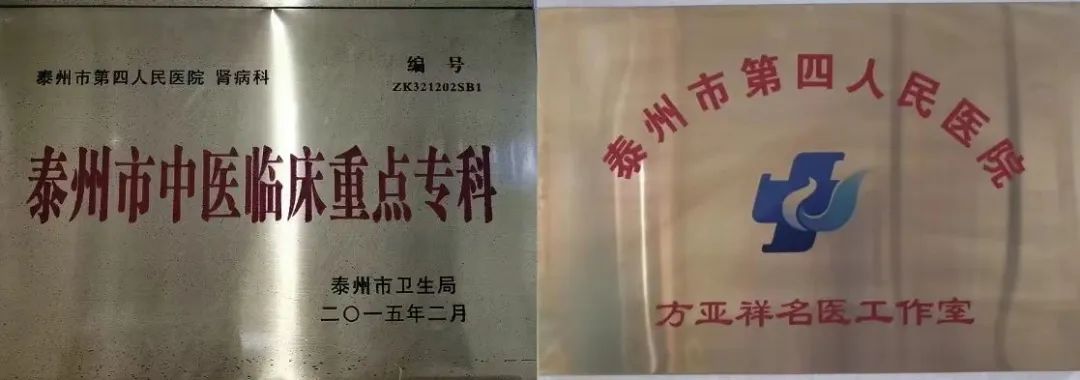 泰州市第四人民医院 肾病科
编 号
ZK321202SB1
泰州市中医临床重点专科
泰州市卫生局
二〇一五年二月
泰州市第四人民医院
方亚祥名医工作室